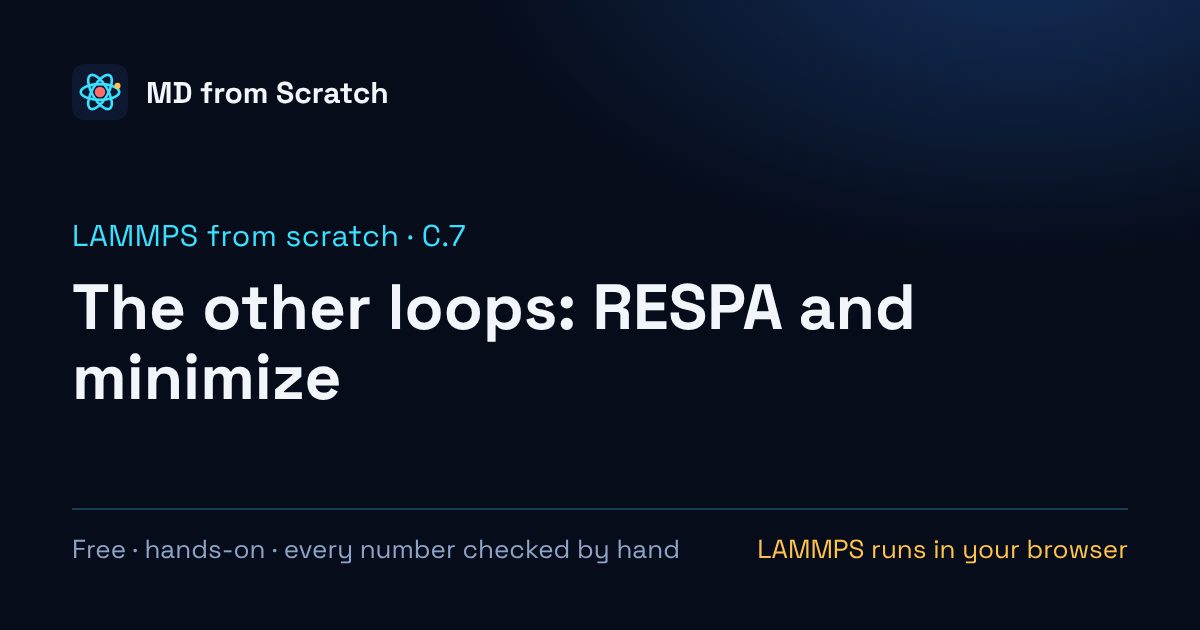 MD from Scratch
LAMMPS from scratch · C.7
The other loops: RESPA and
minimize
Free · hands-on · every number checked by hand
LAMMPS runs in your browser